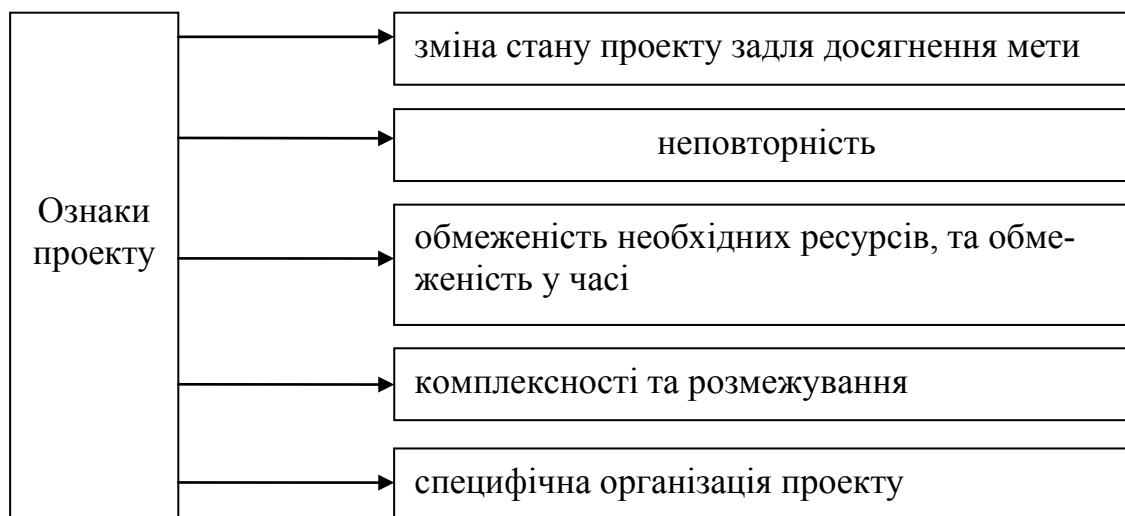 Ознаки
проекту
зміна стану проекту задля досягнення мети
неповторність
обмеженість необхідних ресурсів, та обме-
женість у часі
комплексності та розмежування
специфічна організація проекту